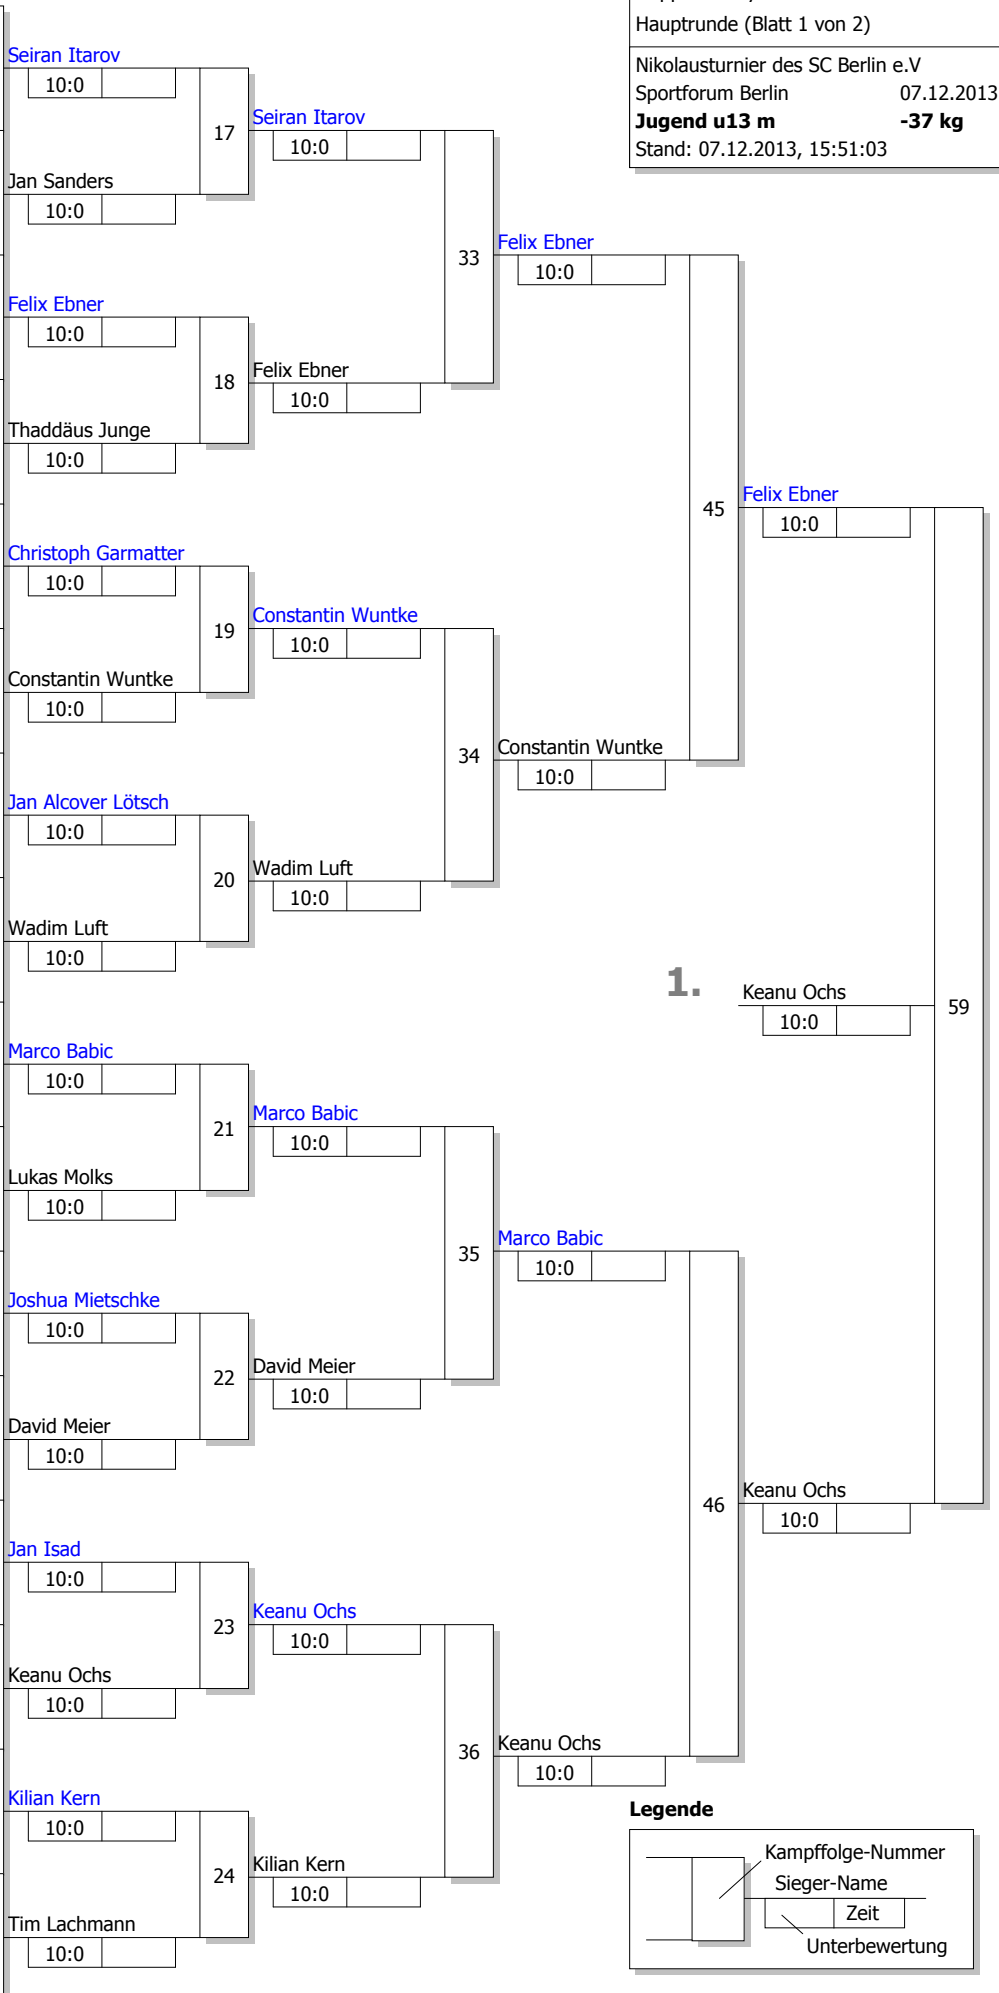 Hauptrunde (Blatt 1 von 2)
Nikolausturnier des SC Berlin e.V
Sportforum Berlin 07.12.2013
Jugend u13 m -37 kg
Stand: 07.12.2013, 15:51:03
Seiran Itarov
10:0
17
Jan Sanders
10:0
Seiran Itarov
10:0
33
Felix Ebner
10:0
18
Thaddäus Junge
10:0
Felix Ebner
10:0
Felix Ebner
10:0
45
Christoph Garmatter
10:0
19
Constantin Wuntke
10:0
Constantin Wuntke
10:0
34
Jan Alcover Lötsch
10:0
20
Wadim Luft
10:0
Wadim Luft
10:0
Constantin Wuntke
10:0
Felix Ebner
10:0
1.
Keanu Ochs
10:0
59
Marco Babic
10:0
21
Lukas Molks
10:0
Marco Babic
10:0
35
Joshua Mietschke
10:0
22
David Meier
10:0
David Meier
10:0
Marco Babic
10:0
46
Keanu Ochs
10:0
Jan Isad
10:0
23
Keanu Ochs
10:0
Keanu Ochs
10:0
36
Keanu Ochs
10:0
Kilian Kern
10:0
24
Tim Lachmann
10:0
Kilian Kern
10:0
Legende
Kampffolge-Nummer
Sieger-Name
Zeit
Unterbewertung